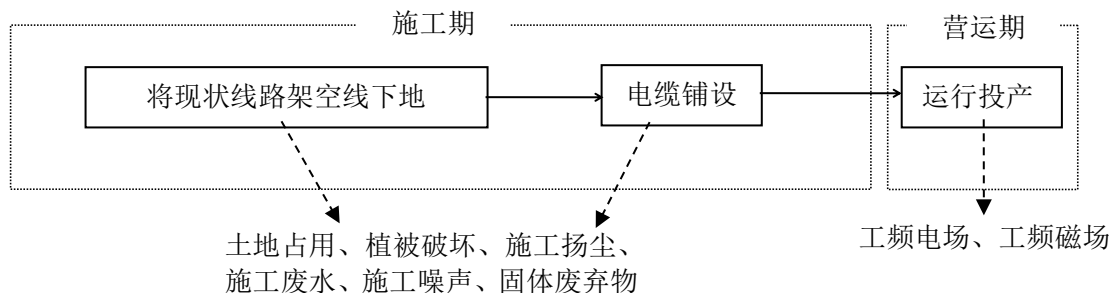 施工期
营运期
将现状线路架空线下地
电缆铺设
运行投产
土地占用、植被破坏、施工扬尘、
施工废水、施工噪声、固体废弃物
工频电场、工频磁场